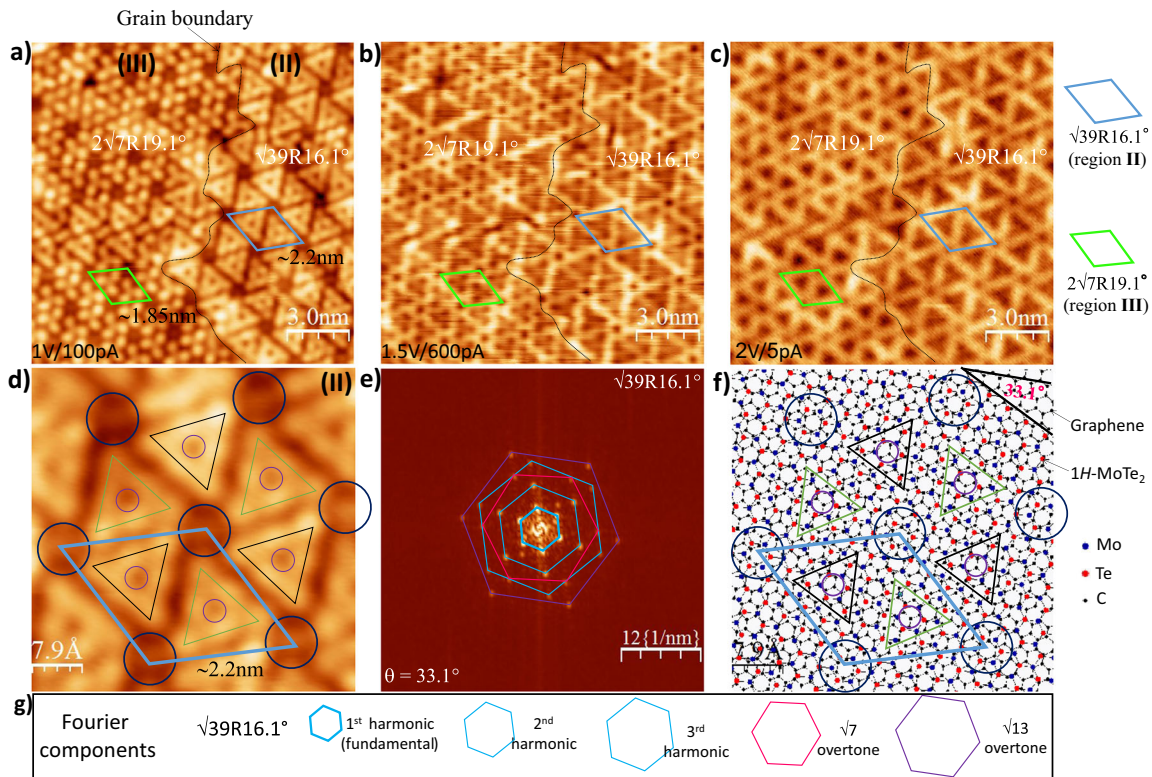 Grain boundary
a)
(III)
(II)
2√7R19.1°
√39R16.1°
~2.2nm
~1.85nm
3.0nm
1V/100pA
b)
2√7R19.1°
√39R16.1°
3.0nm
1.5V/600pA
c)
2√7R19.1°
√39R16.1°
3.0nm
2V/5pA
√39R16.1°
(region II)
2√7R19.1°
(region III)
d)
(II)
7.9Å
~2.2nm
e)
√39R16.1°
12{1/nm}
θ = 33.1°
f)
33.1°
Graphene
1H-MoTe₂
Mo
Te
C
7.9Å
g)
Fourier
components
√39R16.1°
1st harmonic
(fundamental)
2nd
harmonic
3rd
harmonic
√7
overtone
√13
overtone